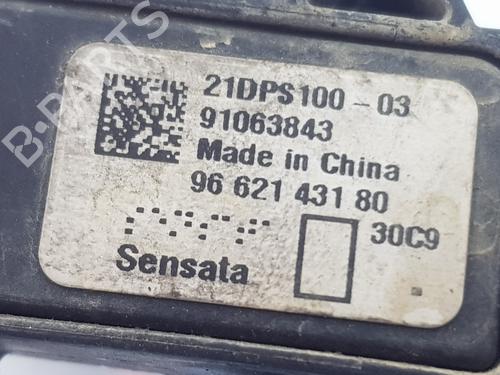 21DPS100-03
91063843
Made in China
96 621 431 80
30C9
Sensata
B-PARTS